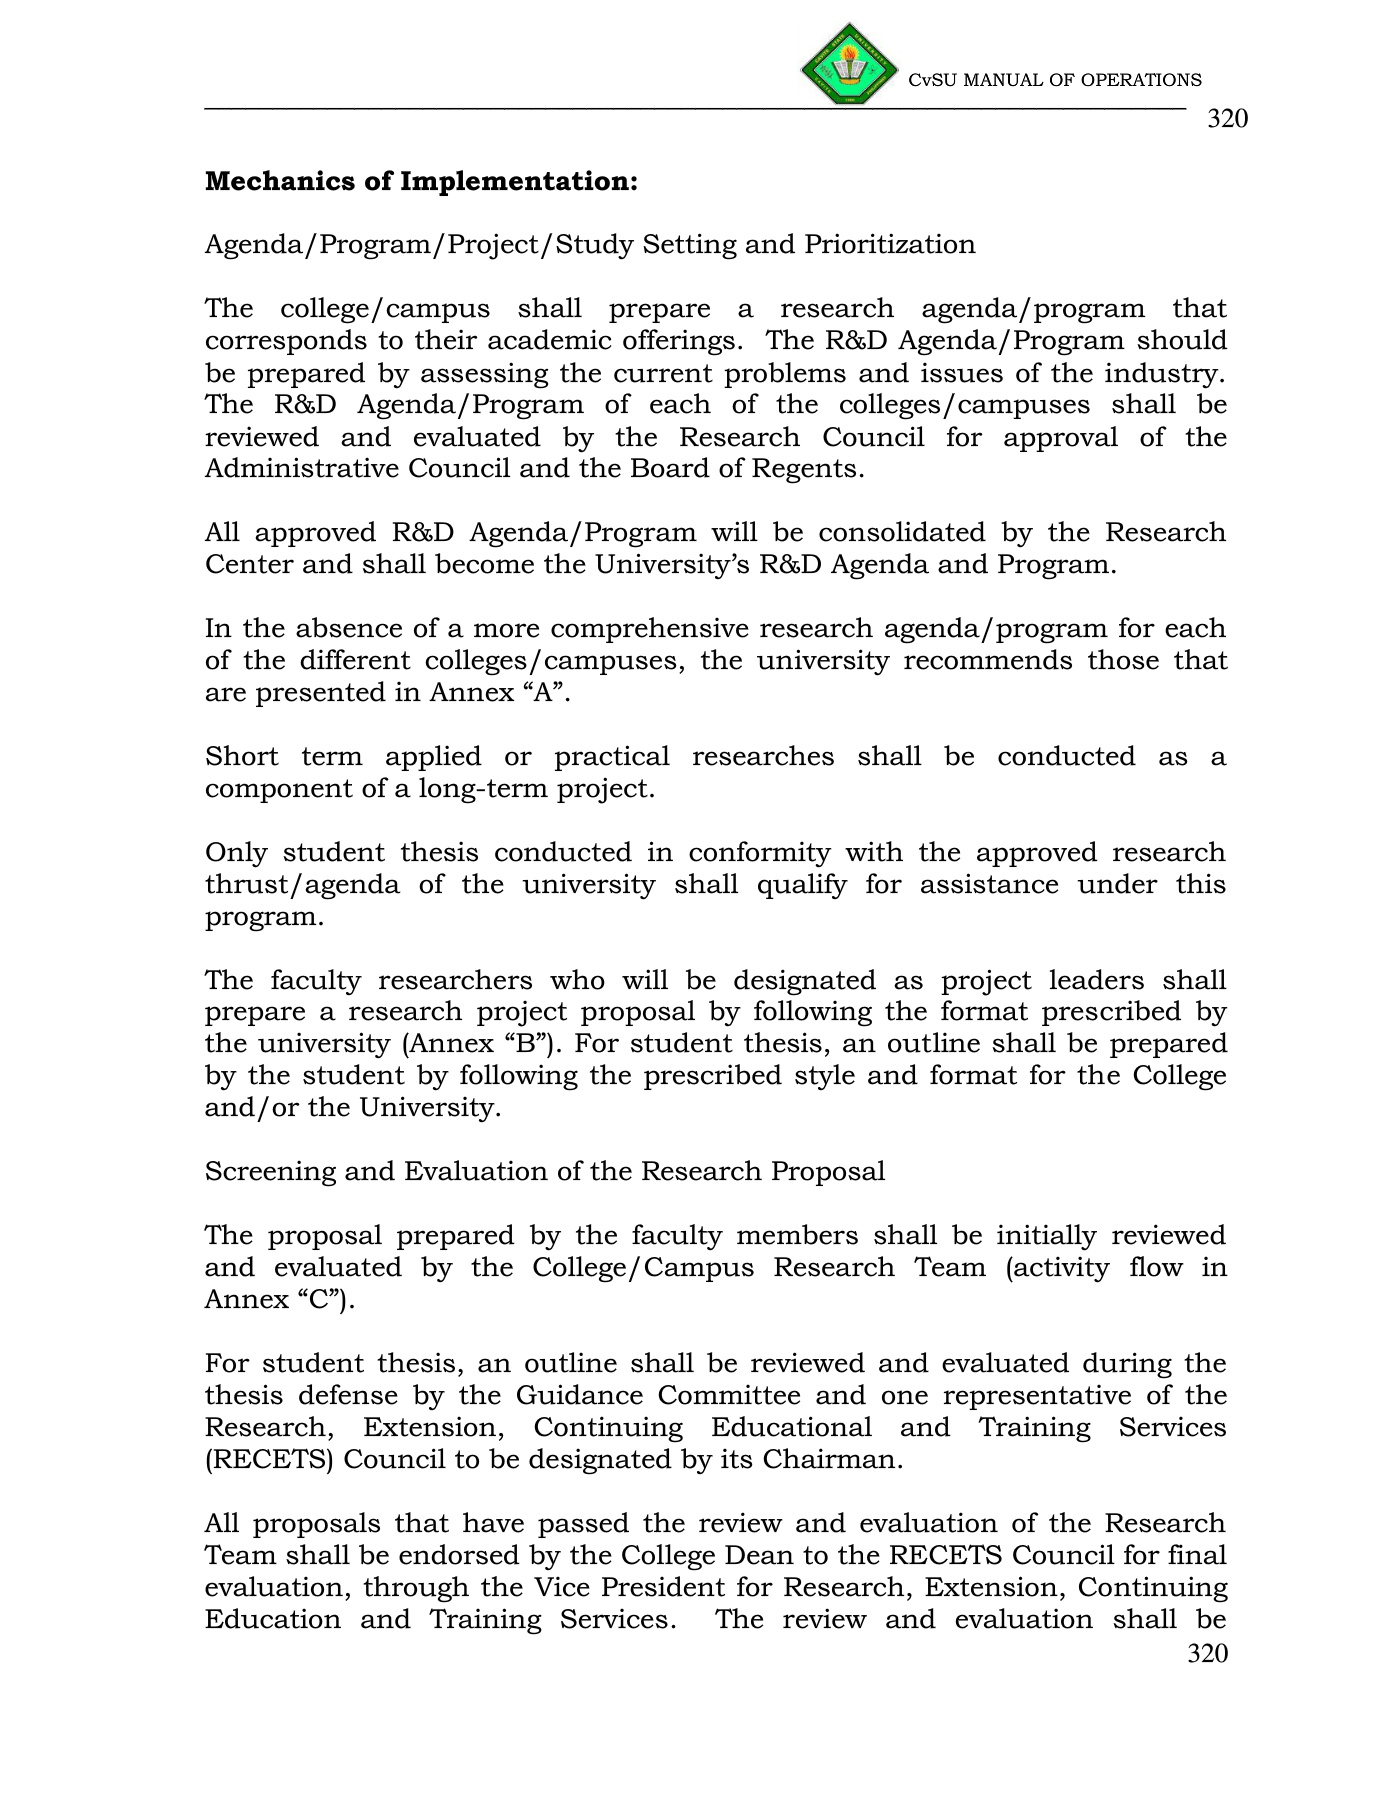 CvSU MANUAL OF OPERATIONS
320
Mechanics of Implementation:
Agenda/Program/Project/Study Setting and Prioritization
The college/campus shall prepare a research agenda/program that
corresponds to their academic offerings. The R&D Agenda/Program should
be prepared by assessing the current problems and issues of the industry.
The R&D Agenda/Program of each of the colleges/campuses shall be
reviewed and evaluated by the Research Council for approval of the
Administrative Council and the Board of Regents.
All approved R&D Agenda/Program will be consolidated by the Research
Center and shall become the University’s R&D Agenda and Program.
In the absence of a more comprehensive research agenda/program for each
of the different colleges/campuses, the university recommends those that
are presented in Annex “A”.
Short term applied or practical researches shall be conducted as a
component of a long-term project.
Only student thesis conducted in conformity with the approved research
thrust/agenda of the university shall qualify for assistance under this
program.
The faculty researchers who will be designated as project leaders shall
prepare a research project proposal by following the format prescribed by
the university (Annex “B”). For student thesis, an outline shall be prepared
by the student by following the prescribed style and format for the College
and/or the University.
Screening and Evaluation of the Research Proposal
The proposal prepared by the faculty members shall be initially reviewed
and evaluated by the College/Campus Research Team (activity flow in
Annex “C”).
For student thesis, an outline shall be reviewed and evaluated during the
thesis defense by the Guidance Committee and one representative of the
Research, Extension, Continuing Educational and Training Services
(RECETS) Council to be designated by its Chairman.
All proposals that have passed the review and evaluation of the Research
Team shall be endorsed by the College Dean to the RECETS Council for final
evaluation, through the Vice President for Research, Extension, Continuing
Education and Training Services. The review and evaluation shall be
320